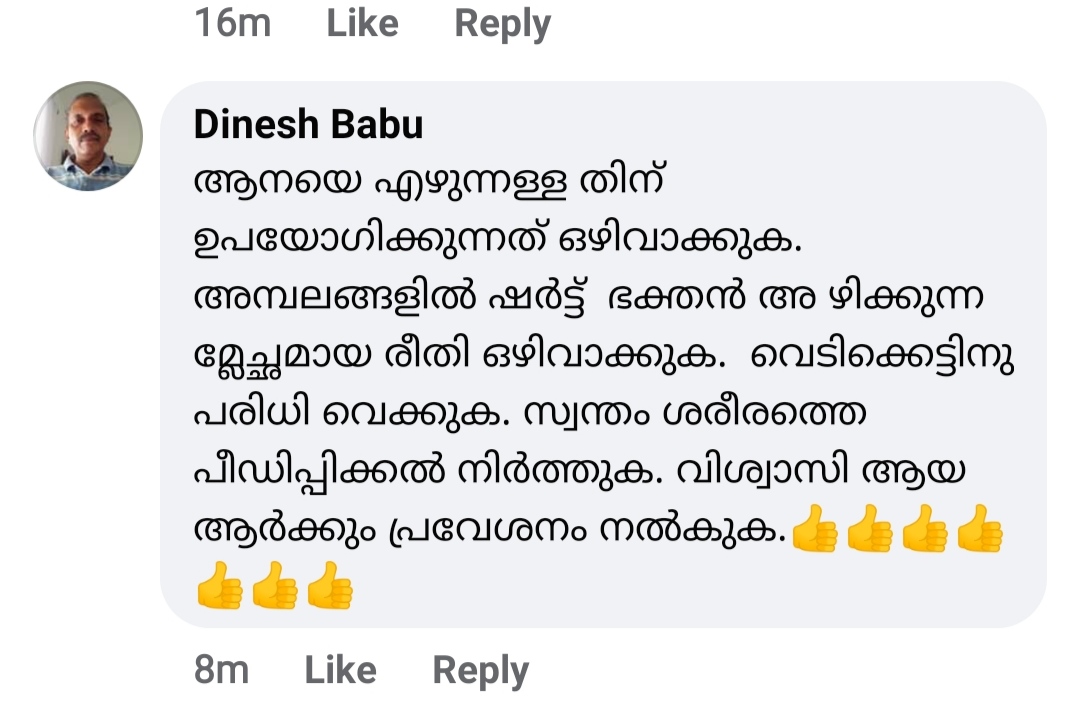 16m Like Reply
Dinesh Babu
ആനയെ എഴുന്നള്ള തിന്
ഉപയോഗിക്കുന്നത് ഒഴിവാക്കുക.
അമ്പലങ്ങളിൽ ഷർട്ട്  ഭക്തൻ അ ഴിക്കുന്ന
മ്ലേച്ഛമായ രീതി ഒഴിവാക്കുക.  വെടിക്കെട്ടിനു
പരിധി വെക്കുക. സ്വന്തം ശരീരത്തെ
പീഡിപ്പിക്കൽ നിർത്തുക. വിശ്വാസി ആയ
ആർക്കും പ്രവേശനം നൽകുക.👍👍👍👍
👍👍👍
8m Like Reply